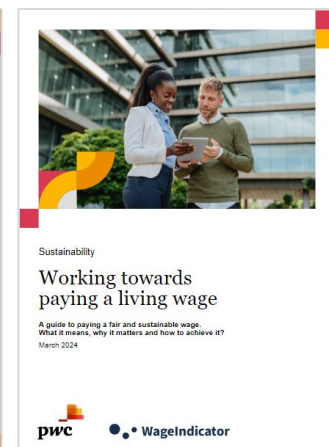 Sustainability
Working towards
paying a living wage
A guide to paying a fair and sustainable wage.
What it means, why it matters and how to achieve it?
March 2024
pwc
WageIndicator